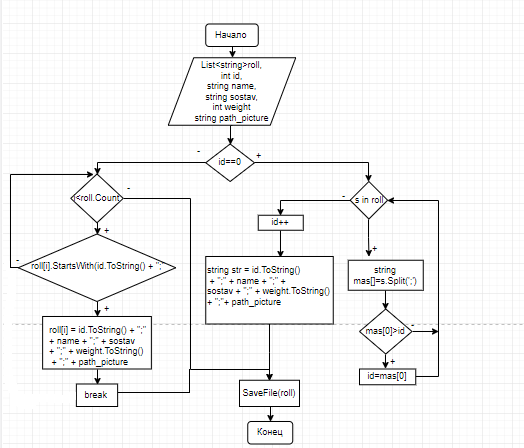 Начало
List<string>roll,
int id,
string name,
string sostav,
int weight
string path_picture
id==0
-
+
i<roll.Count
-
+
s in roll
-
+
id++
roll[i].StartsWith(id.ToString() + ";"
-
+
string str = id.ToString()
+ ";" + name + ";" +
sostav + ";" + weight.ToString()
+ ";"+ path_picture
string
mas[]=s.Split(';')
roll[i] = id.ToString() + ";"
+ name + ";" + sostav
+ ";" + weight.ToString()
+ ";" + path_picture
mas[0]>id
-
+
id=mas[0]
break
SaveFile(roll)
Конец